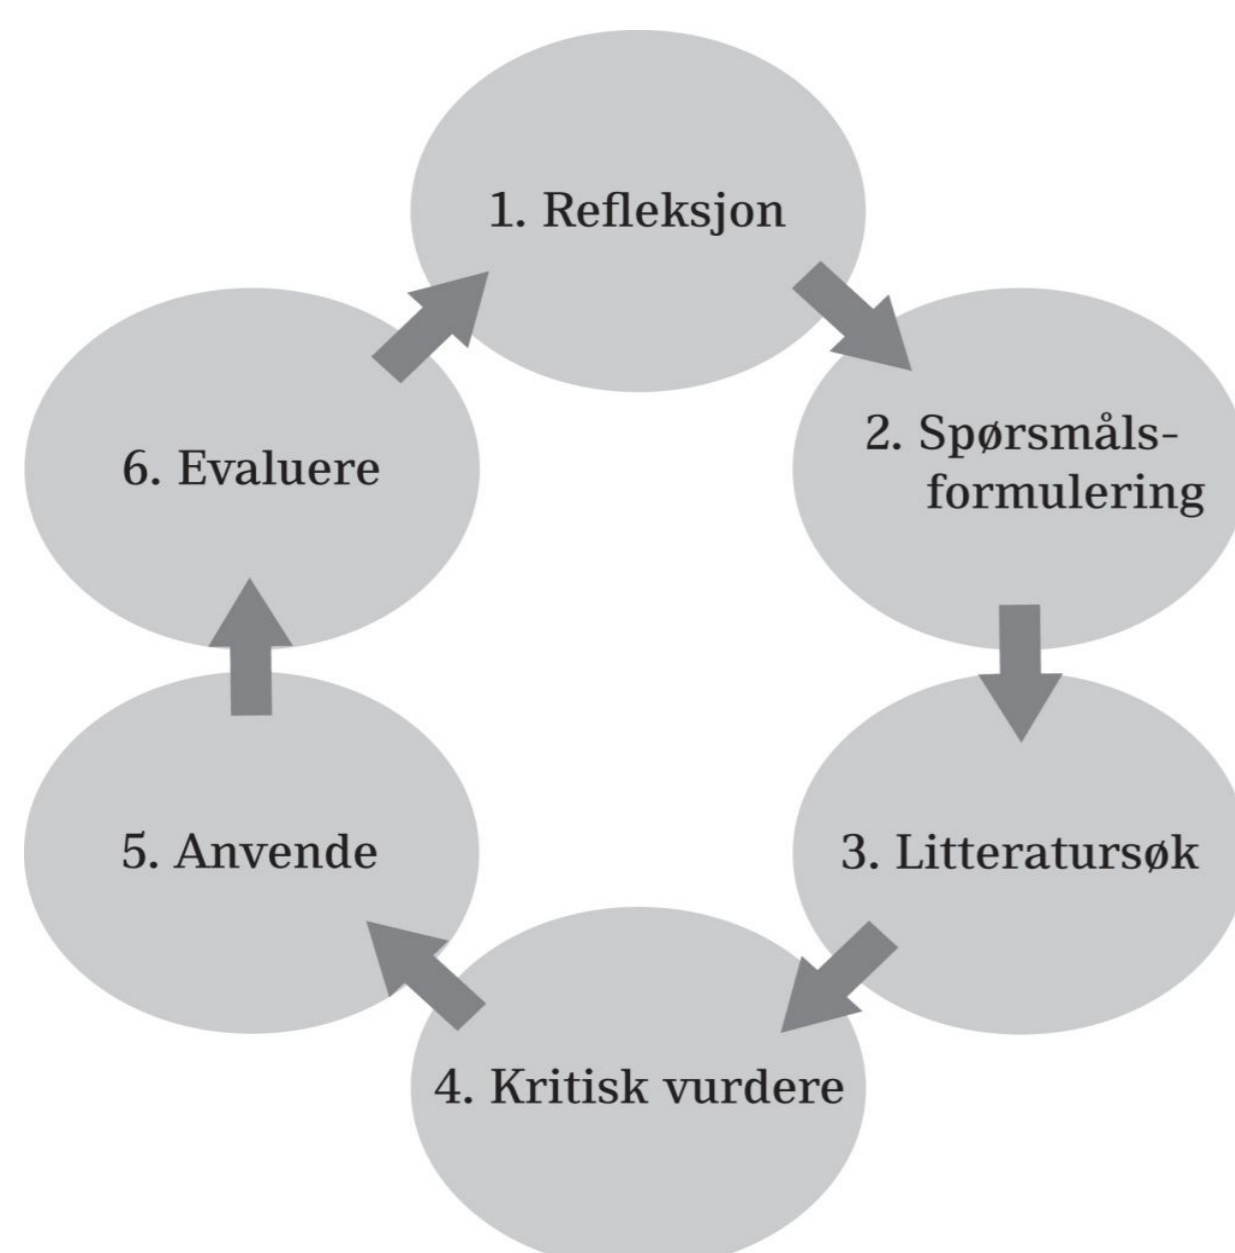 1. Refleksjon
2. Spørsmåls-
formulering
3. Litteratursøk
4. Kritisk vurdere
5. Anvende
6. Evaluere